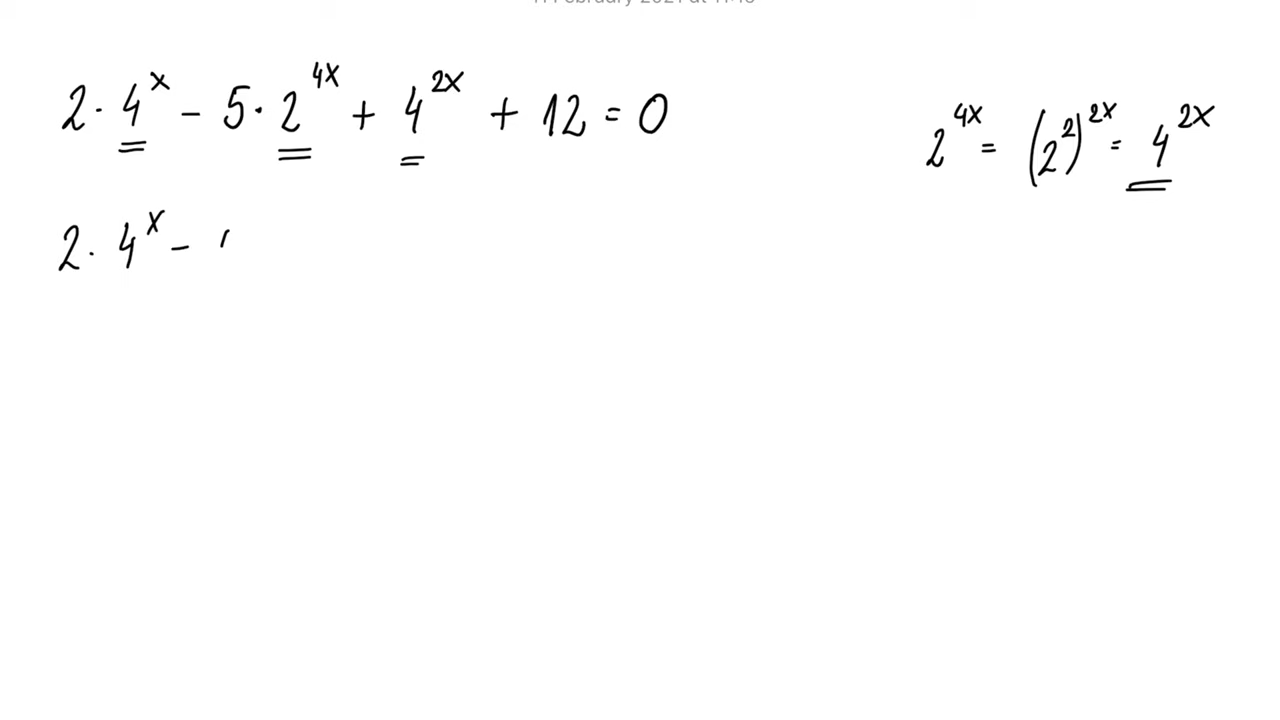 2 · 4^x - 5 · 2^{4x} + 4^{2x} + 12 = 0
2^{4x} = (2^2)^{2x} = 4^{2x}
2 · 4^x -